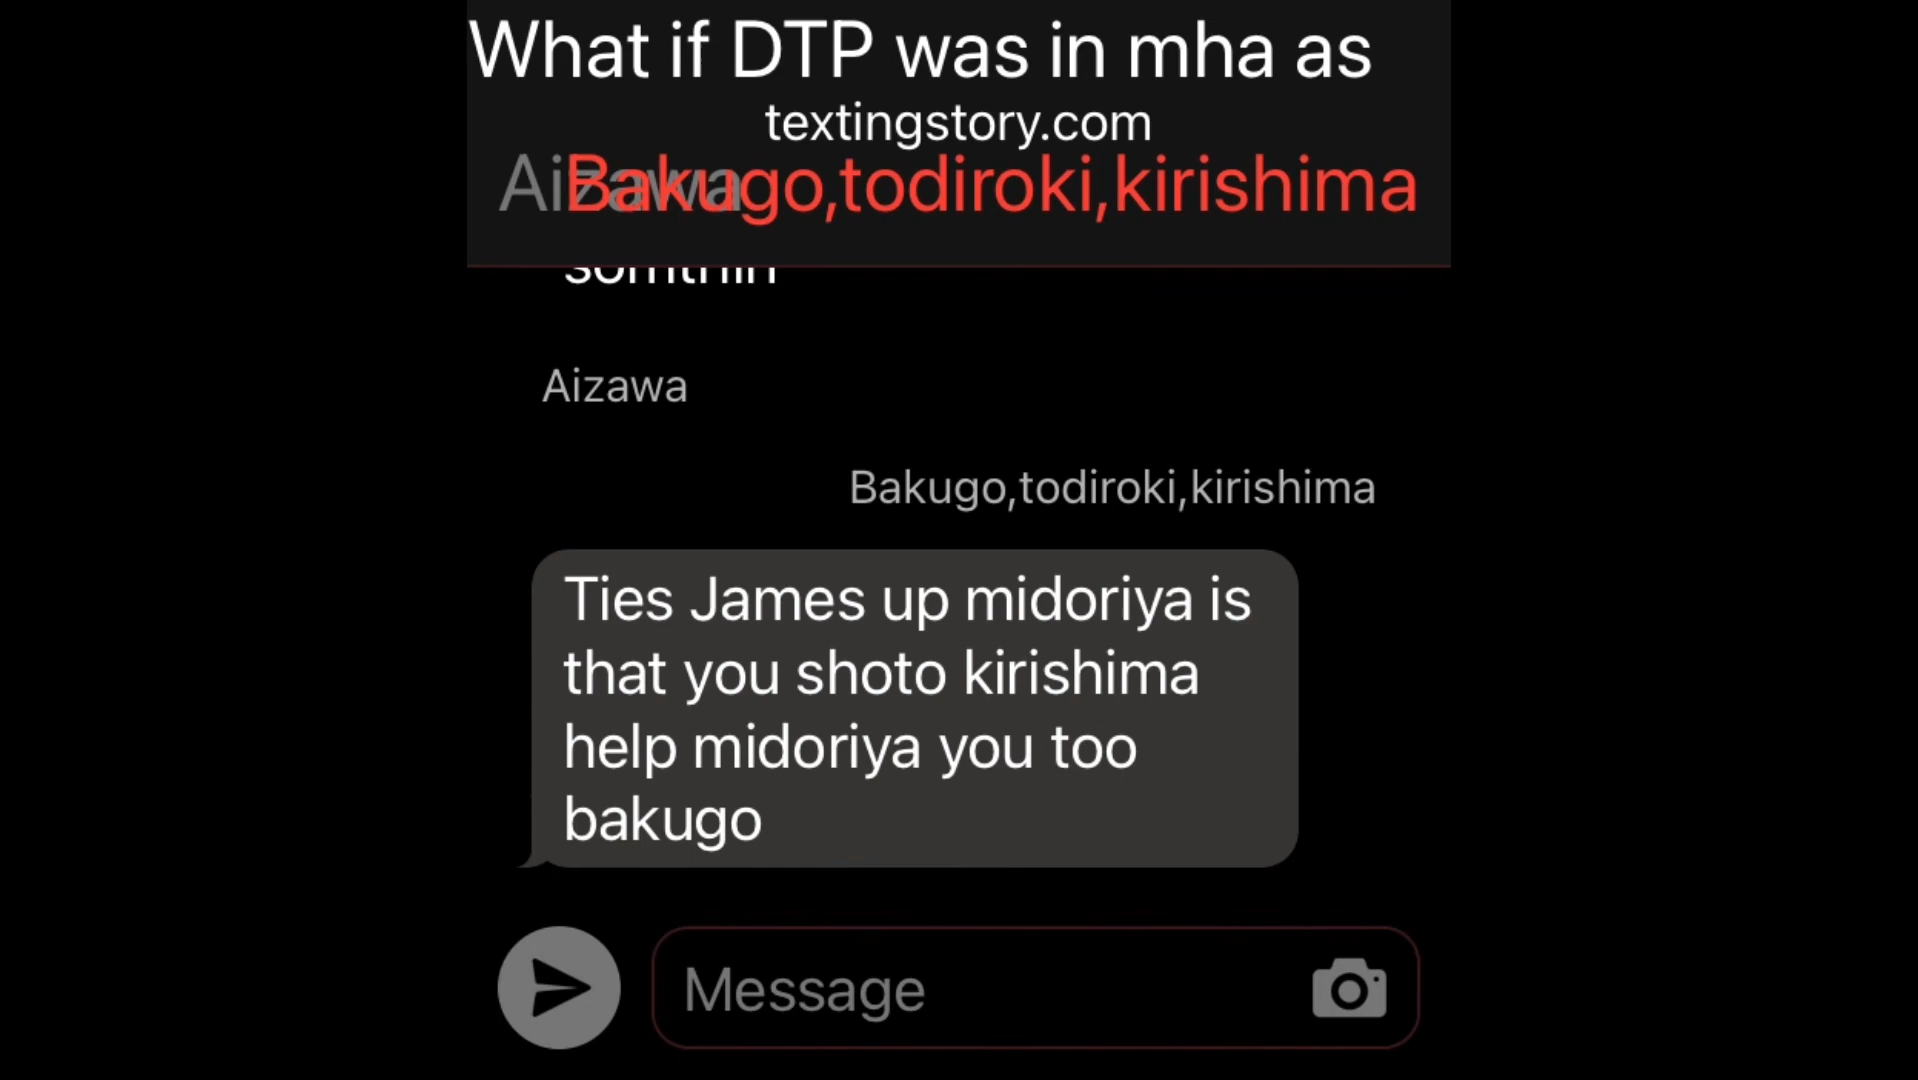 What if DTP was in mha as
textingstory.com
Aizawa
Bakugo,todiroki,kirishima
somthin
Aizawa
Bakugo,todiroki,kirishima
Ties James up midoriya is
that you shoto kirishima
help midoriya you too
bakugo
Message